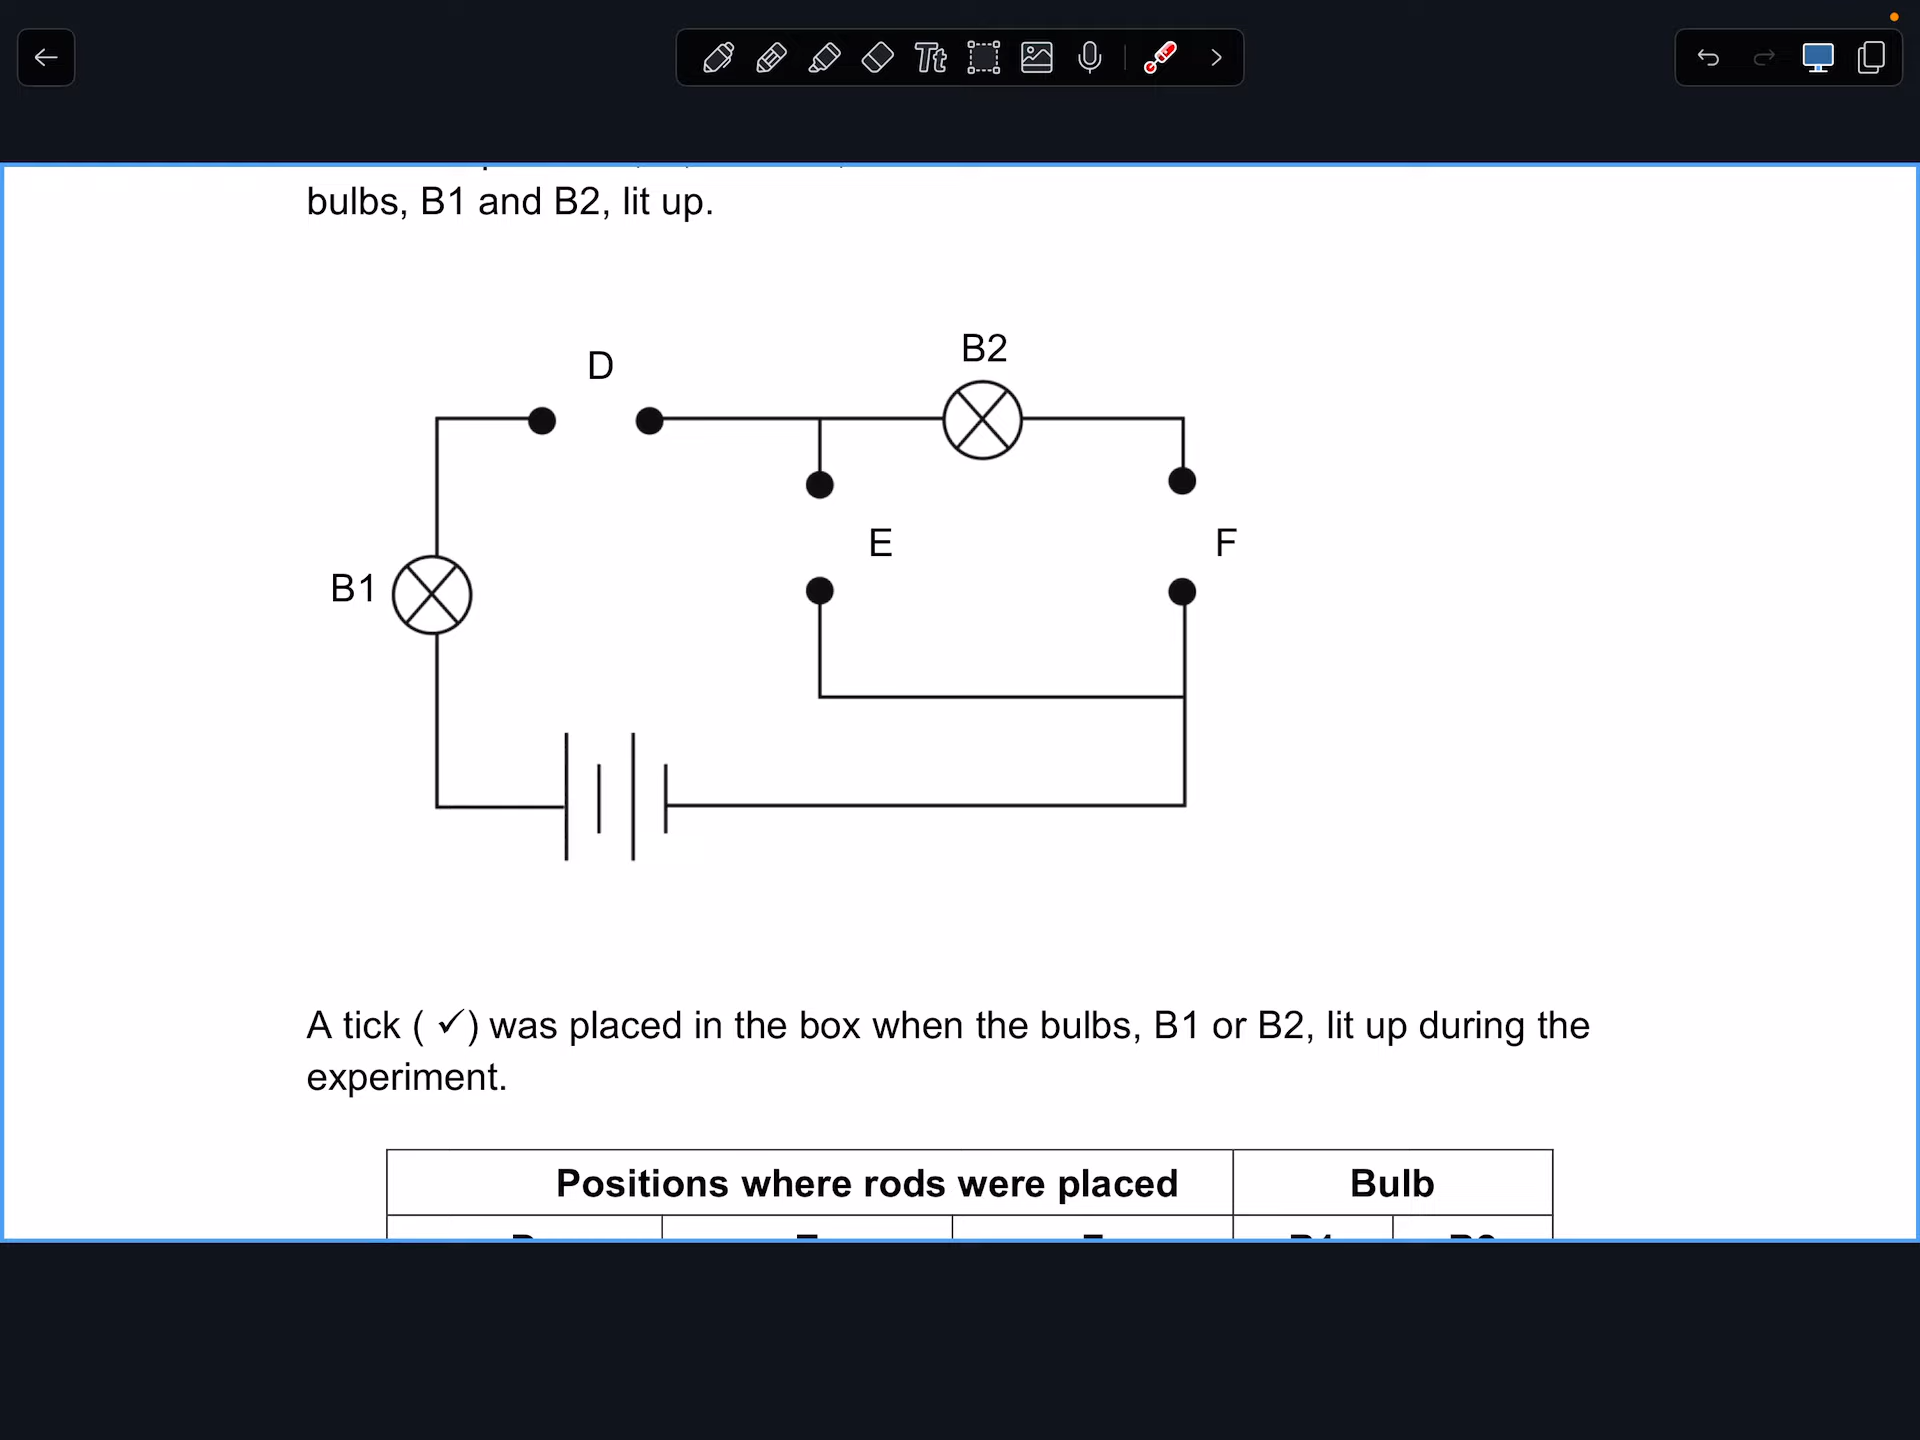 Tt
bulbs, B1 and B2, lit up.
B2
D
E
F
B1
A tick ( ✓) was placed in the box when the bulbs, B1 or B2, lit up during the
experiment.
Positions where rods were placed
Bulb